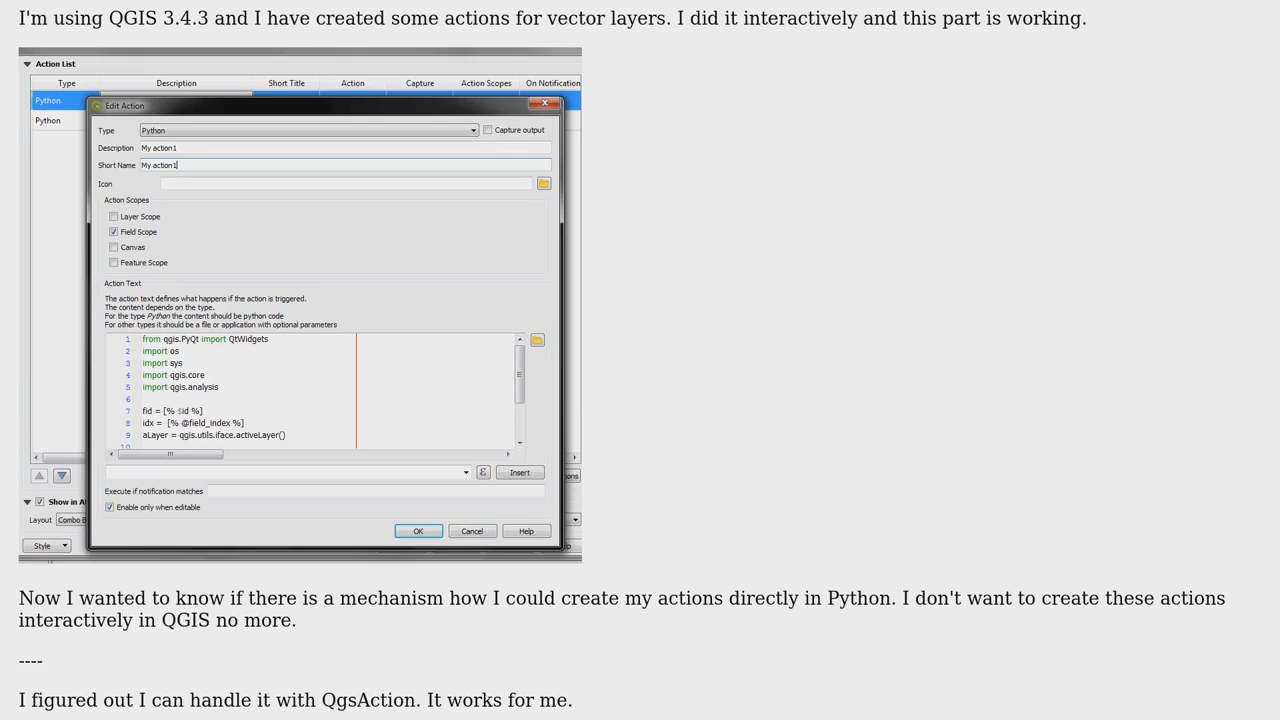 I'm using QGIS 3.4.3 and I have created some actions for vector layers. I did it interactively and this part is working.
Action List
Type Description Short Title Action Capture Action Scopes On Notification
Python
Edit Action
Python
Type Python Capture output
Description My action1
Short Name My action1
Icon
Action Scopes
Layer Scope
Field Scope
Canvas
Feature Scope
Action Text
The action text defines what happens if the action is triggered.
The content depends on the type.
For the type Python the content should be python code
For other types it should be a file or application with optional parameters
1 from qgis.PyQt import QtWidgets
2 import os
3 import sys
4 import qgis.core
5 import qgis.analysis
6
7 fid = [% $id %]
8 idx = [% @field_index %]
9 aLayer = qgis.utils.iface.activeLayer()
10
ε Insert
Execute if notification matches
Show in
Enable only when editable
Layout Combo B
OK Cancel Help
Style
Now I wanted to know if there is a mechanism how I could create my actions directly in Python. I don't want to create these actions
interactively in QGIS no more.
----
I figured out I can handle it with QgsAction. It works for me.